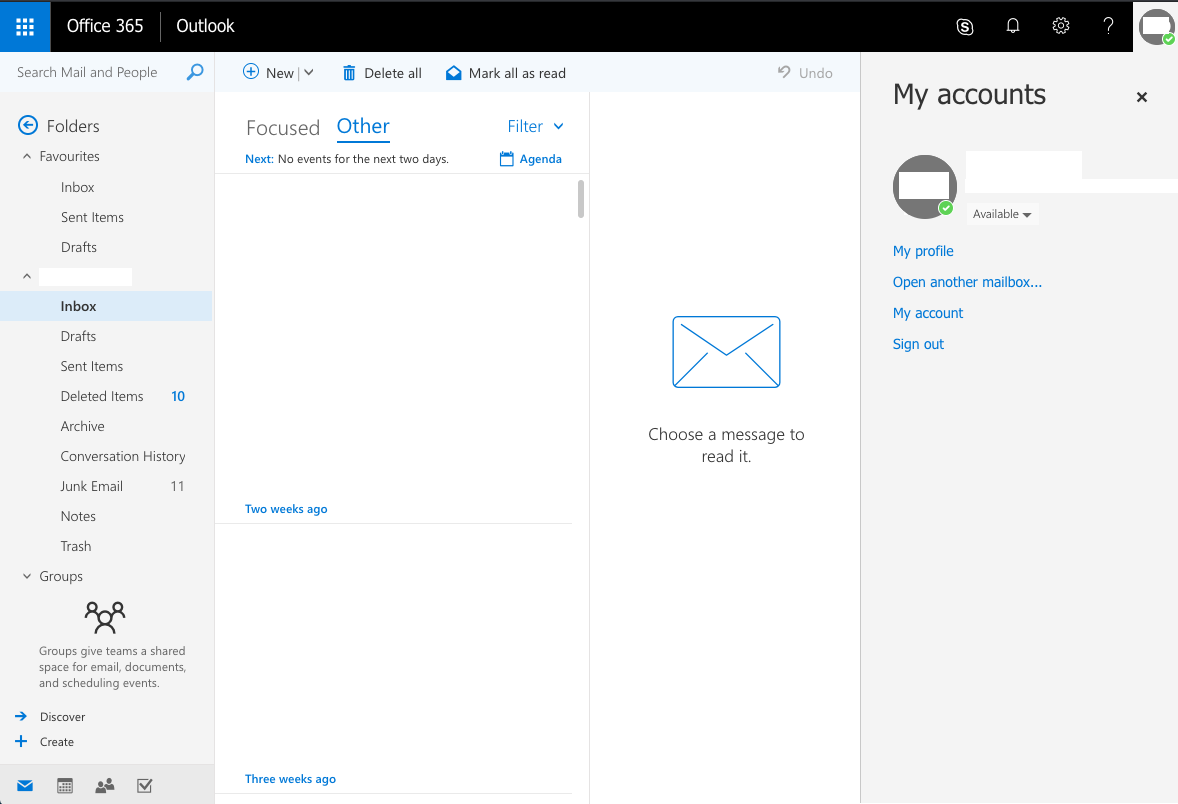 Office 365
Outlook
Search Mail and People
New
Delete all
Mark all as read
Undo
Folders
Favourites
Inbox
Sent Items
Drafts
Inbox
Drafts
Sent Items
Deleted Items 10
Archive
Conversation History
Junk Email 11
Notes
Trash
Groups
Groups give teams a shared
space for email, documents,
and scheduling events.
Discover
Create
Focused
Other
Filter
Next: No events for the next two days.
Agenda
Two weeks ago
Three weeks ago
Choose a message to
read it.
My accounts
Available
My profile
Open another mailbox...
My account
Sign out